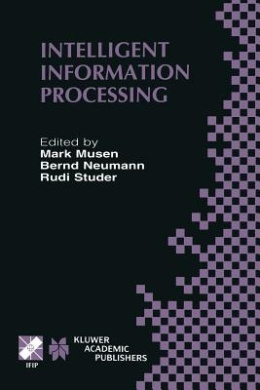 INTELLIGENT
INFORMATION
PROCESSING
Edited by
Mark Musen
Bernd Neumann
Rudi Studer
IFIP
KLUWER
ACADEMIC
PUBLISHERS